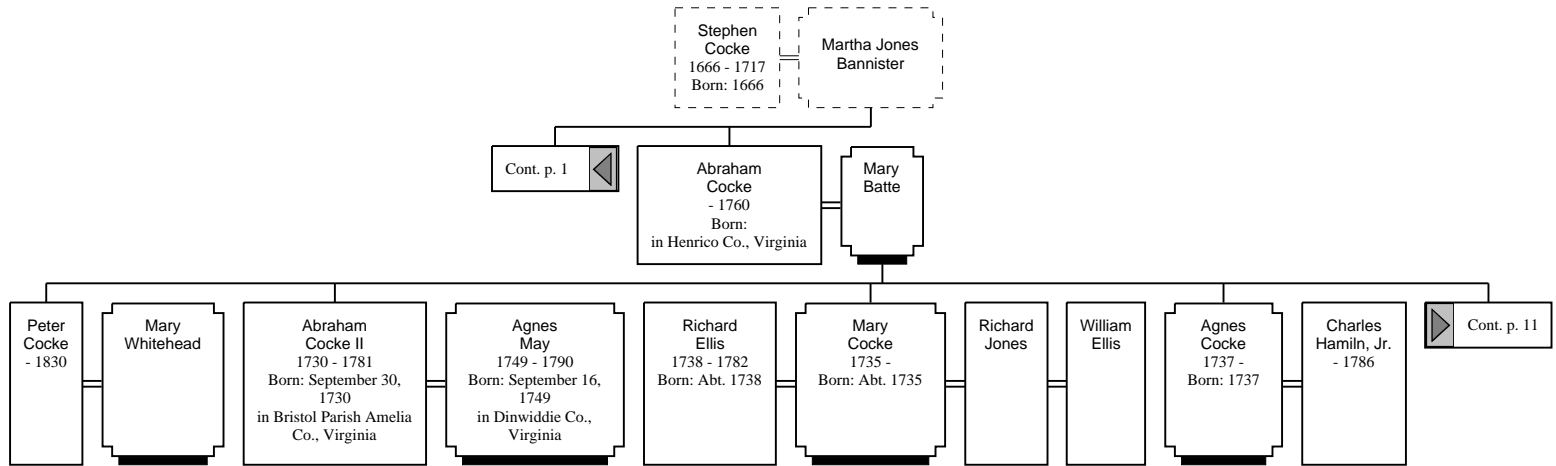 Stephen
Cocke
1666 - 1717
Born: 1666
Martha Jones
Bannister
Cont. p. 1
Abraham
Cocke
- 1760
Born:
in Henrico Co., Virginia
Mary
Batte
Peter
Cocke
- 1830
Mary
Whitehead
Abraham
Cocke II
1730 - 1781
Born: September 30,
1730
in Bristol Parish Amelia
Co., Virginia
Agnes
May
1749 - 1790
Born: September 16,
1749
in Dinwiddie Co.,
Virginia
Richard
Ellis
1738 - 1782
Born: Abt. 1738
Mary
Cocke
1735 -
Born: Abt. 1735
Richard
Jones
William
Ellis
Agnes
Cocke
1737 -
Born: 1737
Charles
Hamiln, Jr.
- 1786
Cont. p. 11